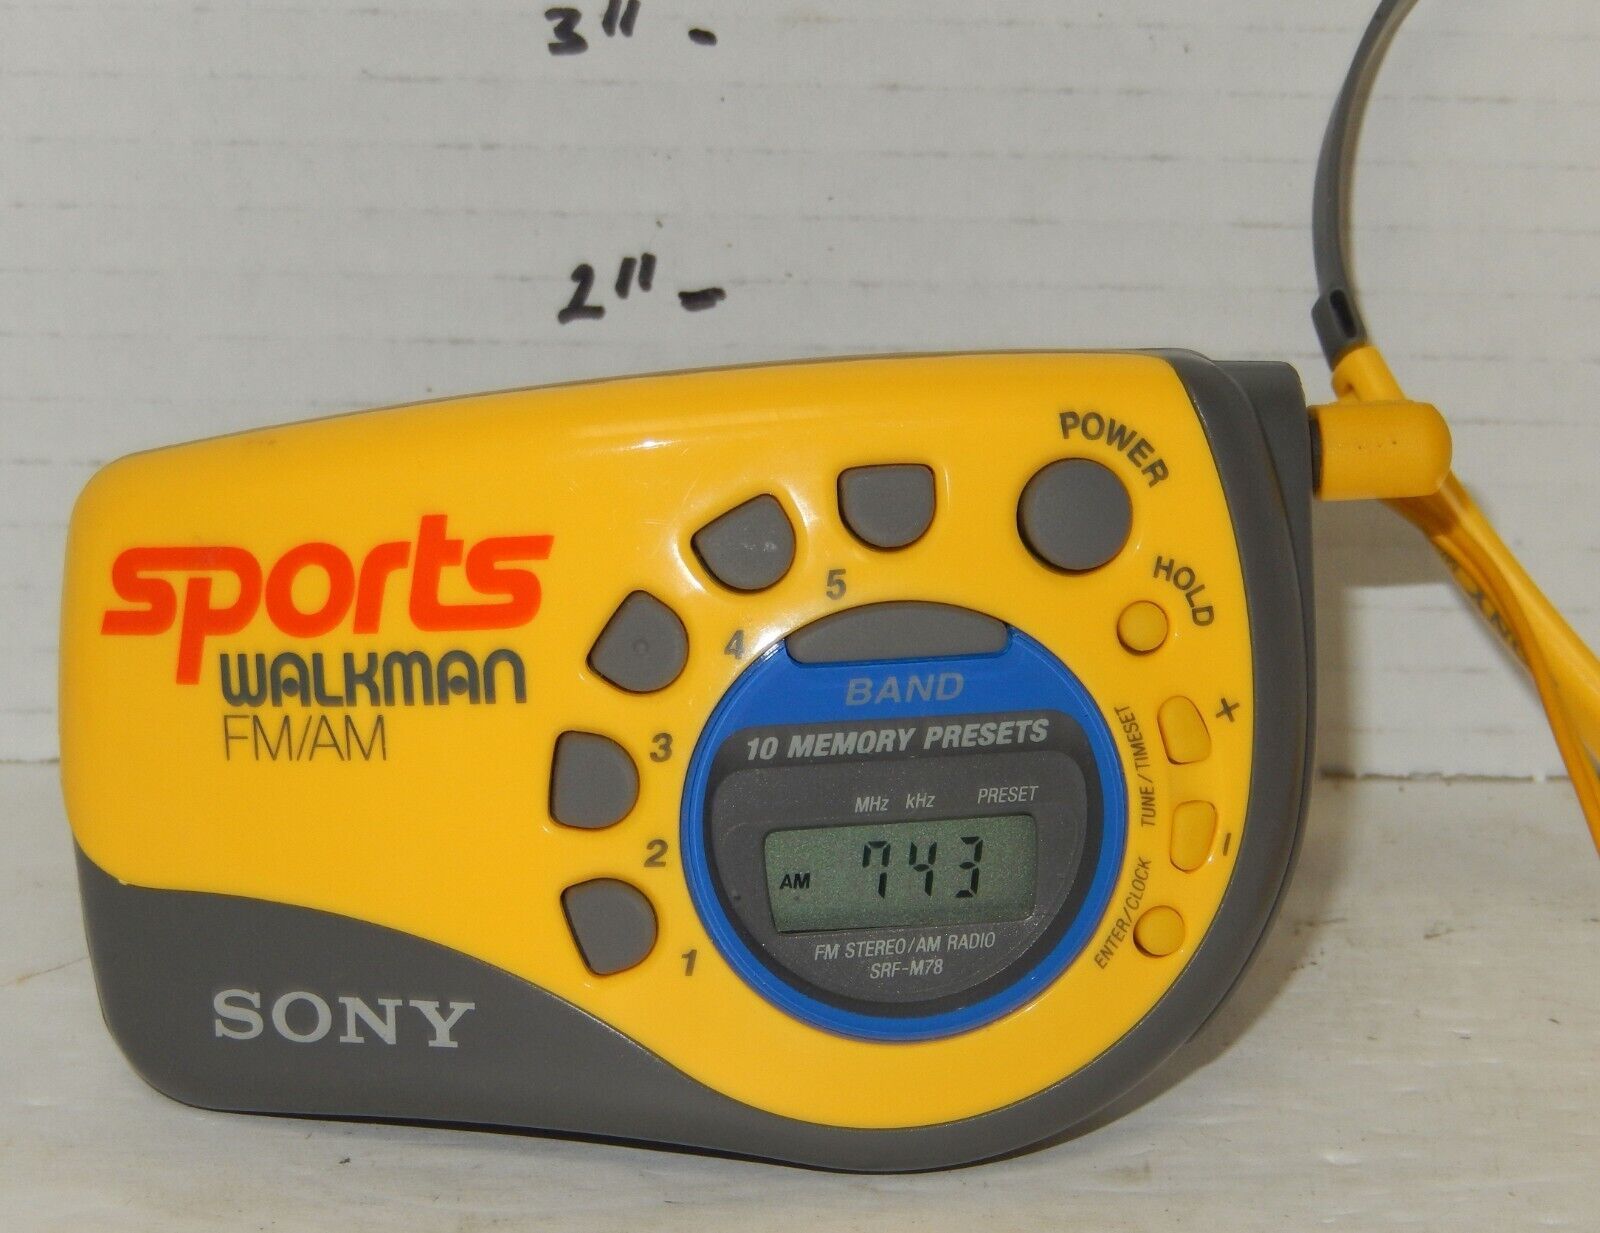 3" -
2" -
POWER
HOLD
sports
WALKMAN
FM/AM
5
4
3
2
1
BAND
10 MEMORY PRESETS
MHz kHz PRESET
AM 743
FM STEREO/AM RADIO
SRF-M78
+
TUNE/TIMESET
-
ENTER/CLOCK
SONY